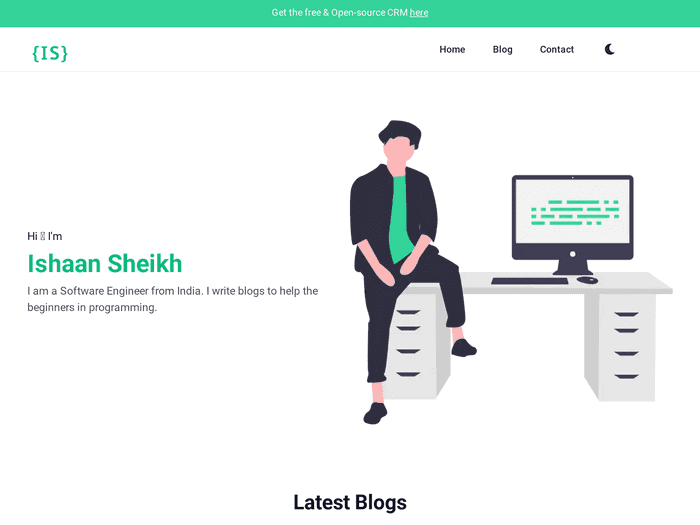 Get the free & Open-source CRM here
{IS}
Home Blog Contact
Hi I'm
Ishaan Sheikh
I am a Software Engineer from India. I write blogs to help the
beginners in programming.
Latest Blogs